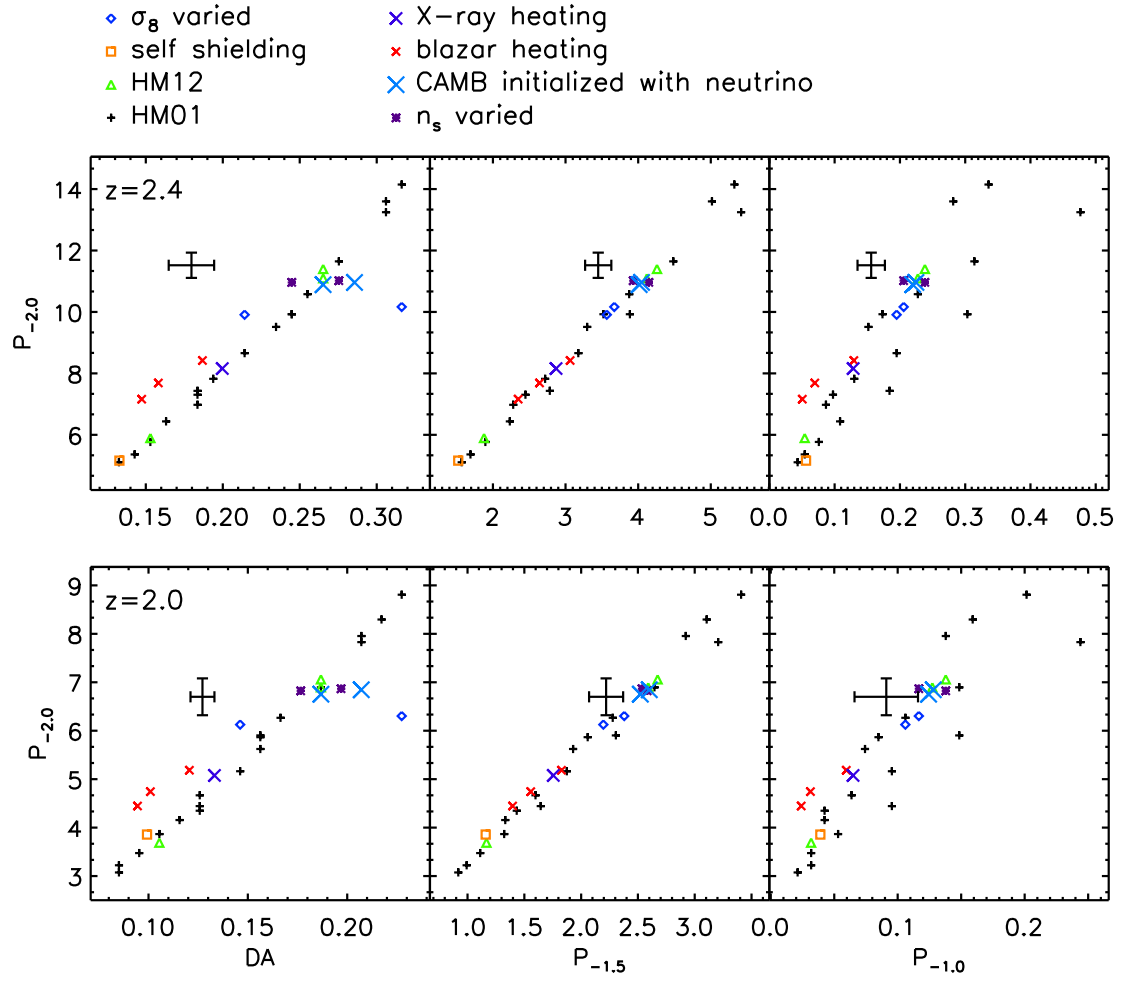 σ8 varied
self shielding
HM12
HM01
X-ray heating
blazar heating
CAMB initialized with neutrino
ns varied
z=2.4
P-2.0
14
12
10
8
6
0.15 0.20 0.25 0.30
2 3 4 5
0.0 0.1 0.2 0.3 0.4 0.5
z=2.0
P-2.0
9
8
7
6
5
4
3
0.10 0.20
1.0 1.5 2.0 2.5 3.0
0.0 0.1 0.2
DA
P-1.5
P-1.0